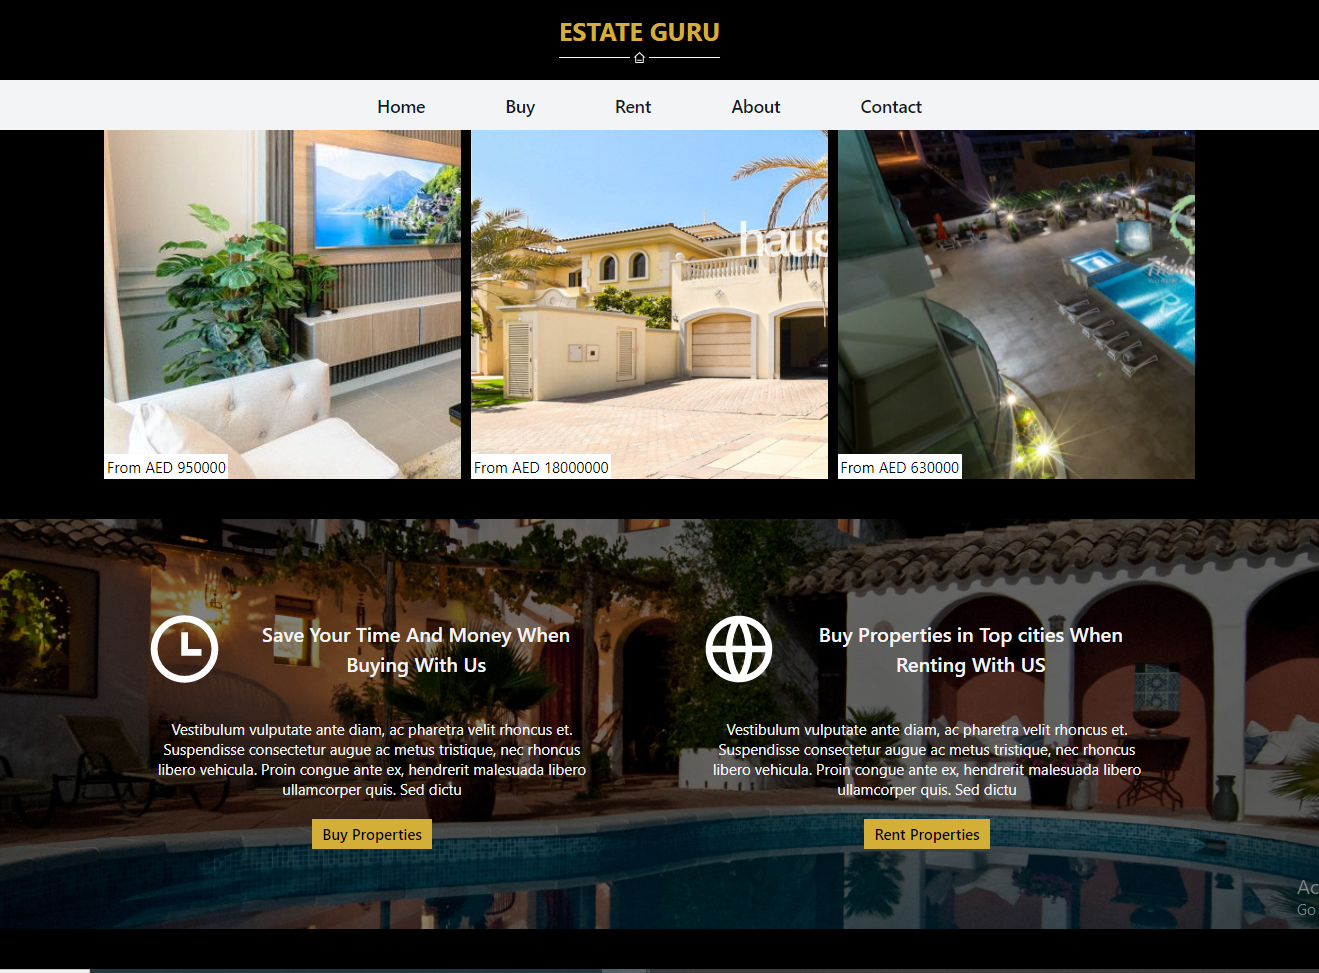 ESTATE GURU
Home Buy Rent About Contact
haus
From AED 950000
From AED 18000000
From AED 630000
Save Your Time And Money When
Buying With Us
Vestibulum vulputate ante diam, ac pharetra velit rhoncus et.
Suspendisse consectetur augue ac metus tristique, nec rhoncus
libero vehicula. Proin congue ante ex, hendrerit malesuada libero
ullamcorper quis. Sed dictu
Buy Properties
Buy Properties in Top cities When
Renting With US
Vestibulum vulputate ante diam, ac pharetra velit rhoncus et.
Suspendisse consectetur augue ac metus tristique, nec rhoncus
libero vehicula. Proin congue ante ex, hendrerit malesuada libero
ullamcorper quis. Sed dictu
Rent Properties
Ac
Go